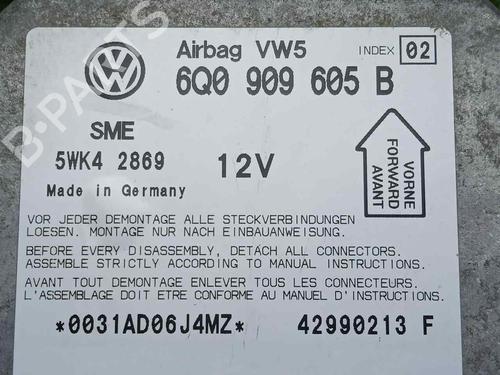 Airbag VW5 INDEX 02
6Q0 909 605 B
SME
5WK4 2869 12V
Made in Germany
VORNE
FORWARD
AVANT
VOR JEDER DEMONTAGE ALLE STECKVERBINDUNGEN
LOESEN. MONTAGE NUR NACH EINBAUANWEISUNG.
BEFORE EVERY DISASSEMBLY, DETACH ALL CONNECTORS.
ASSEMBLE STRICTLY ACCORDING TO MANUAL INSTRUCTIONS.
AVANT TOUT DEMONTAGE ENLEVER TOUS LES CONNECTEURS.
L'ASSEMBLAGE DOIT ETRE CONFORME AU MANUEL D'INSTRUCTIONS.
*0031AD06J4MZ* 42990213 F